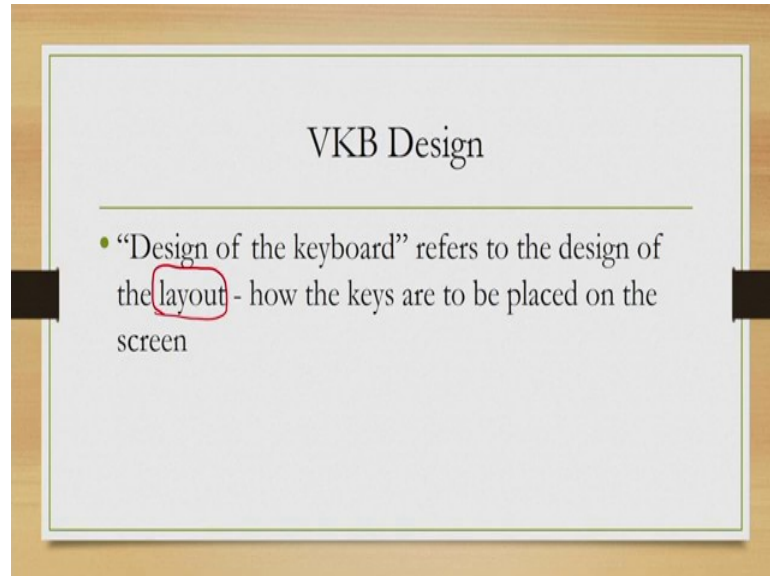 VKB Design
• “Design of the keyboard” refers to the design of
the layout - how the keys are to be placed on the
screen